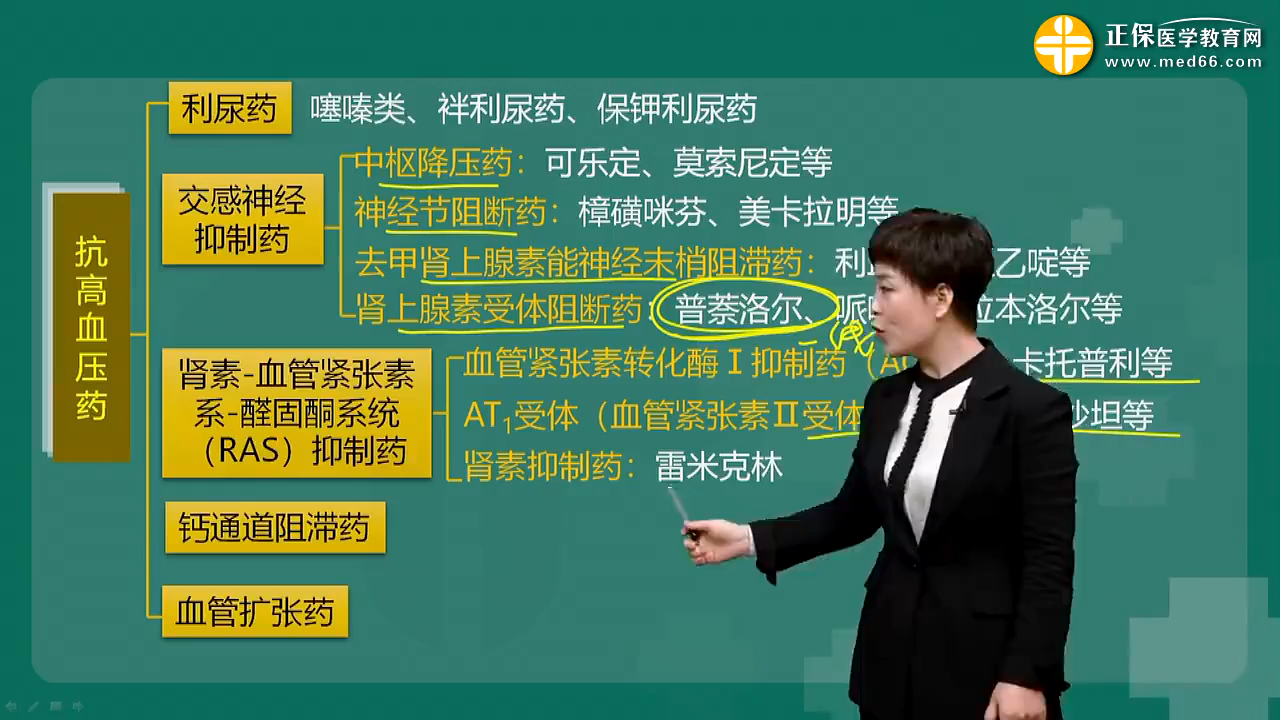 正保医学教育网
www.med66.com
抗高血压药
利尿药
噻嗪类、袢利尿药、保钾利尿药
交感神经
抑制药
中枢降压药：可乐定、莫索尼定等
神经节阻断药：樟磺咪芬、美卡拉明等
去甲肾上腺素能神经末梢阻滞药：利 乙啶等
肾上腺素受体阻断药：普萘洛尔、哌 拉本洛尔等
肾素-血管紧张素
系-醛固酮系统
（RAS）抑制药
血管紧张素转化酶Ⅰ抑制药（A 卡托普利等
AT₁受体（血管紧张素Ⅱ受体 沙坦等
肾素抑制药：雷米克林
钙通道阻滞药
血管扩张药